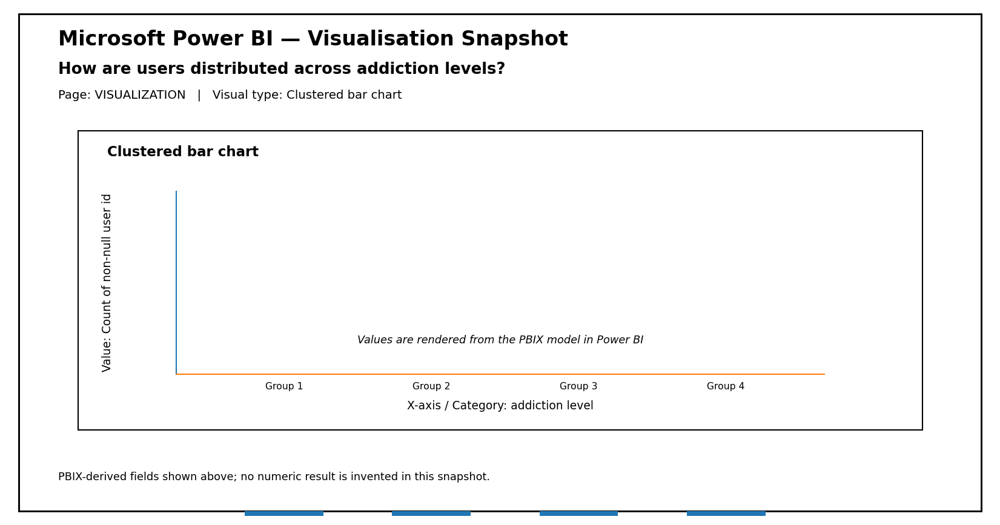 Microsoft Power BI — Visualisation Snapshot
How are users distributed across addiction levels?
Page: VISUALIZATION | Visual type: Clustered bar chart
Clustered bar chart
Value: Count of non-null user id
Values are rendered from the PBIX model in Power BI
Group 1 Group 2 Group 3 Group 4
X-axis / Category: addiction level
PBIX-derived fields shown above; no numeric result is invented in this snapshot.